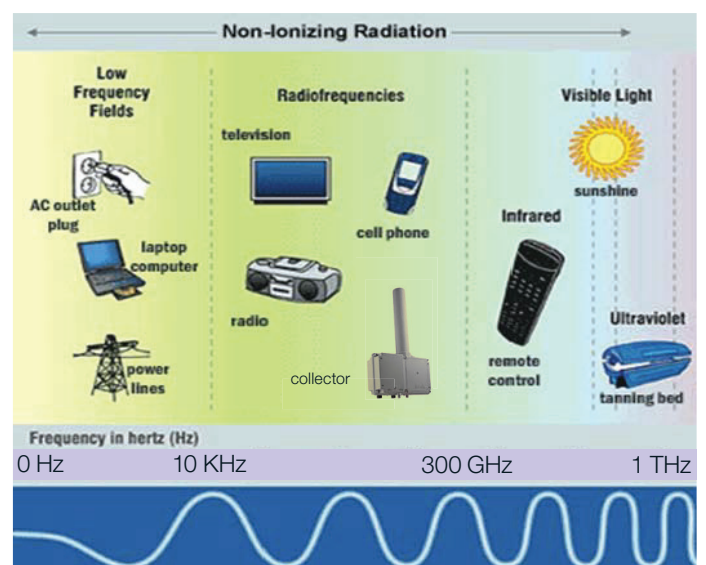 Non-Ionizing Radiation
Low
Frequency
Fields
Radiofrequencies
Visible Light
television
sunshine
AC outlet
plug
cell phone
Infrared
laptop
computer
radio
Ultraviolet
power
lines
collector
remote
control
tanning bed
Frequency in hertz (Hz)
0 Hz 10 KHz 300 GHz 1 THz